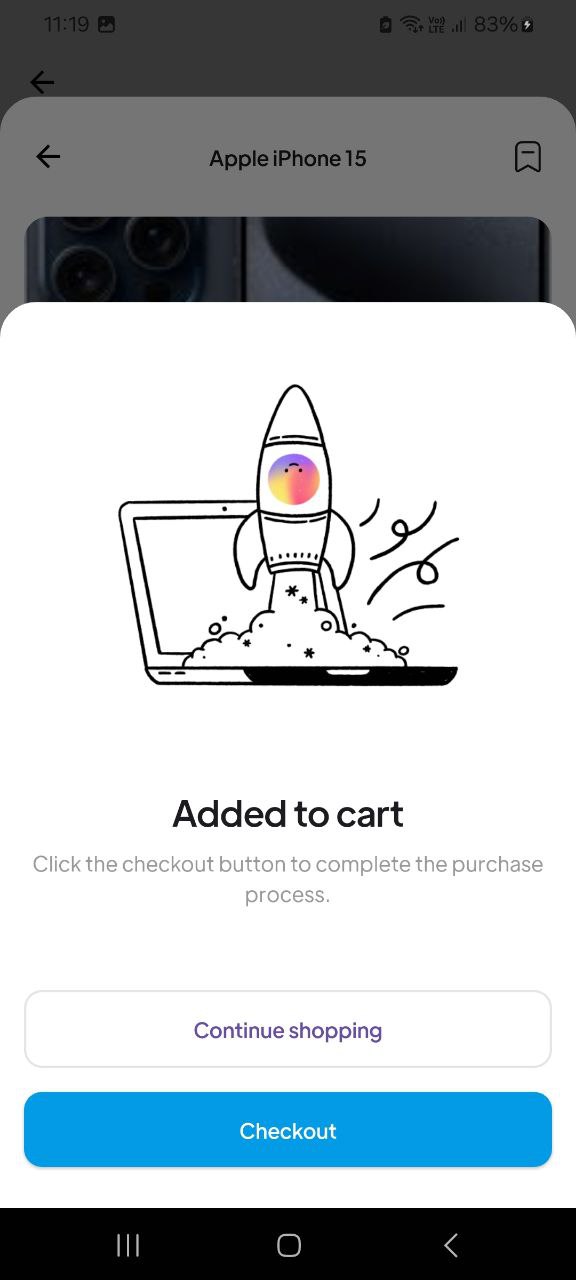 11:19
Vo))
LTE
83%
Apple iPhone 15
Added to cart
Click the checkout button to complete the purchase
process.
Continue shopping
Checkout